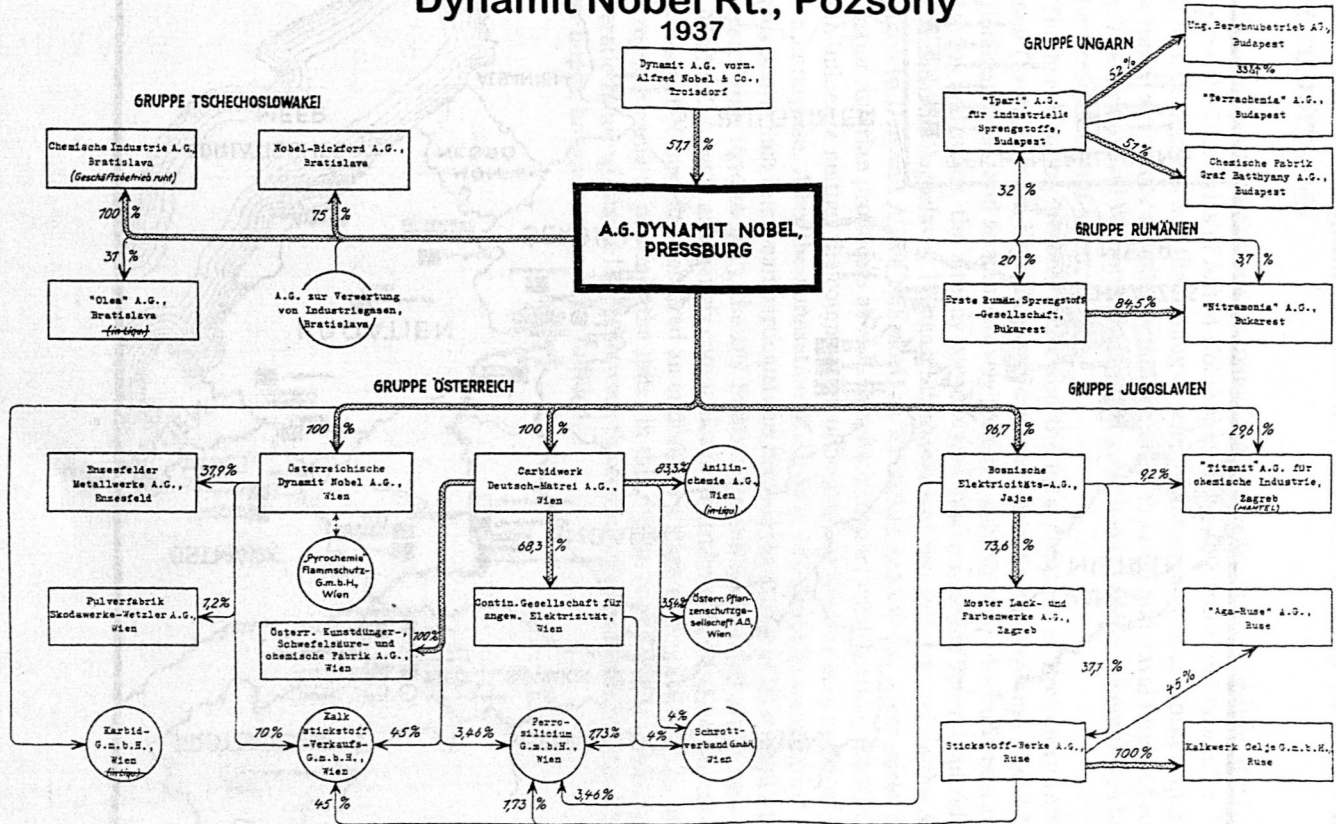 Dynamit Nobel Rt., Pozsony
1937
Dynamit A.G. vorm.
Alfred Nobel & Co.,
Troisdorf
57,7 %
A.G. DYNAMIT NOBEL,
PRESSBURG
GRUPPE TSCHECHOSLOWAKEI
Chemische Industrie A.G.,
Bratislava
(Geschäftsbetrieb ruht)
Nobel-Bickford A.G.,
Bratislava
100 %
75 %
37 %
"Olea" A.G.,
Bratislava
(in Liqu.)
A.G. zur Verwertung
von Industriegasen,
Bratislava
GRUPPE UNGARN
"Ipari" A.G.
für industrielle
Sprengstoffe,
Budapest
52%
Ung. Bergbaubetrieb AG,
Budapest
"Terrachemia" A.G.,
Budapest
57%
Chemische Fabrik
Graf Batthyany A.G.,
Budapest
32 %
GRUPPE RUMÄNIEN
20 %
3,7 %
Erste Rumän. Sprengstoff
-Gesellschaft,
Bukarest
84,5%
"Nitramonia" A.G.,
Bukarest
GRUPPE ÖSTERREICH
100 %
100 %
Enzesfelder
Metallwerke A.G.,
Enzesfeld
37,9%
Österreichische
Dynamit Nobel A.G.,
Wien
Carbidwerk
Deutsch-Matrei A.G.,
Wien
83,3%
Anilin-
chemie A.G.
Wien
(in Liqu.)
"Pyrochemie"
Flammschutz-
G.m.b.H,
Wien
68,3 %
Pulverfabrik
Skodawerke-Wetzler A.G.,
Wien
7,2%
Österr. Kunstdünger-,
Schwefelsäure- und
chemische Fabrik A.G.,
Wien
100%
Contin. Gesellschaft für
angew. Elektrizität,
Wien
Österr. Pflan-
zenschutzge-
sellschaft A.G,
Wien
Karbid-
G.m.b.H.,
Wien
(in Liqu.)
10%
Kalk
stickstoff
-Verkaufs-
G.m.b.H.,
Wien
45%
3,46%
Ferro-
silicium
G.m.b.H.,
Wien
1,73%
4%
4%
Schrott-
verband G.m.b.H,
Wien
45 %
1,73 %
3,46%
GRUPPE JUGOSLAVIEN
96,7 %
29,6 %
Bosnische
Elektricitäts-A.G.,
Jajce
9,2%
"Titanit" A.G. für
chemische Industrie,
Zagreb
(MANTEL)
73,6 %
Moster Lack- und
Farbenwerke A.G.,
Zagreb
37,1 %
"Aga-Ruse" A.G.,
Ruse
45%
Stickstoff-Werke A.G.,
Ruse
100%
Kalkwerk Celje G.m.b.H.,
Ruse